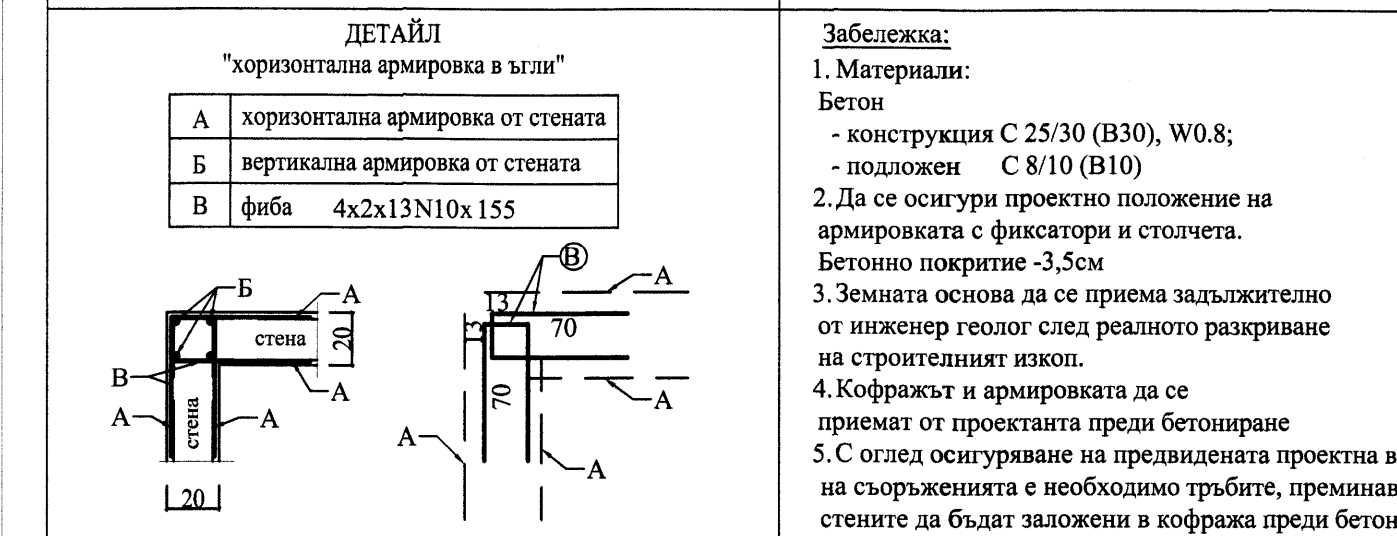 ДЕТАЙЛ
"хоризонтална армировка в ъгли"
А хоризонтална армировка от стената
Б вертикална армировка от стената
В фиба 4x2x13N10x155
Б
А
стена
20
В
А
А
стена
А
20
В
А
13
13
70
70
А
А
А
Забележка:
1. Материали:
Бетон
- конструкция С 25/30 (В30), W0.8;
- подложен С 8/10 (В10)
2. Да се осигури проектно положение на
армировката с фиксатори и столчета.
Бетонно покритие -3,5см
3. Земната основа да се приема задължително
от инженер геолог след реалното разкриване
на строителният изкоп.
4. Кофражът и армировката да се
приемат от проектанта преди бетониране
5. С оглед осигуряване на предвидената проектна в
на съоръженията е необходимо тръбите, преминав
стените да бъдат заложени в кофража преди бетон